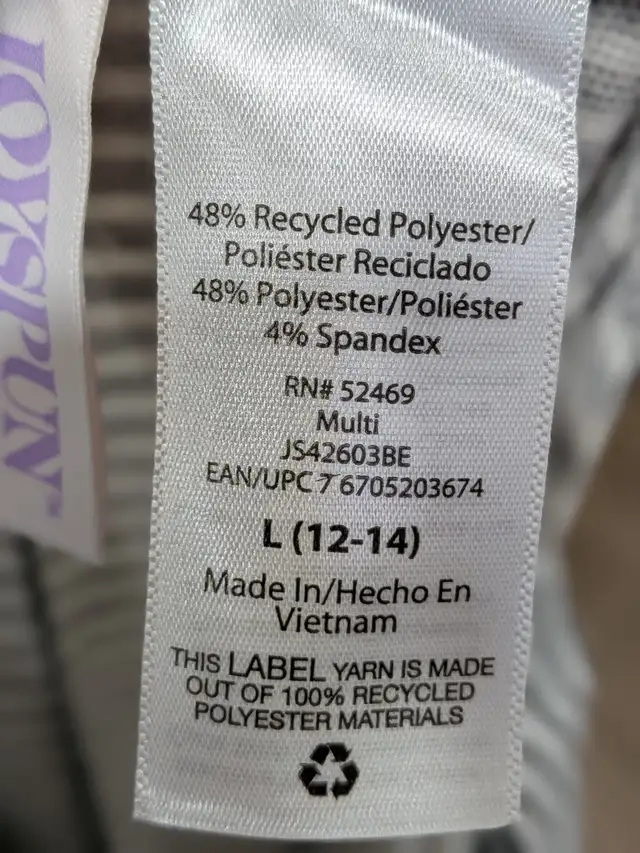 JOYSPUN
48% Recycled Polyester/
Poliéster Reciclado
48% Polyester/Poliéster
4% Spandex
RN# 52469
Multi
JS42603BE
EAN/UPC 7 6705203674
L (12-14)
Made In/Hecho En
Vietnam
THIS LABEL YARN IS MADE
OUT OF 100% RECYCLED
POLYESTER MATERIALS